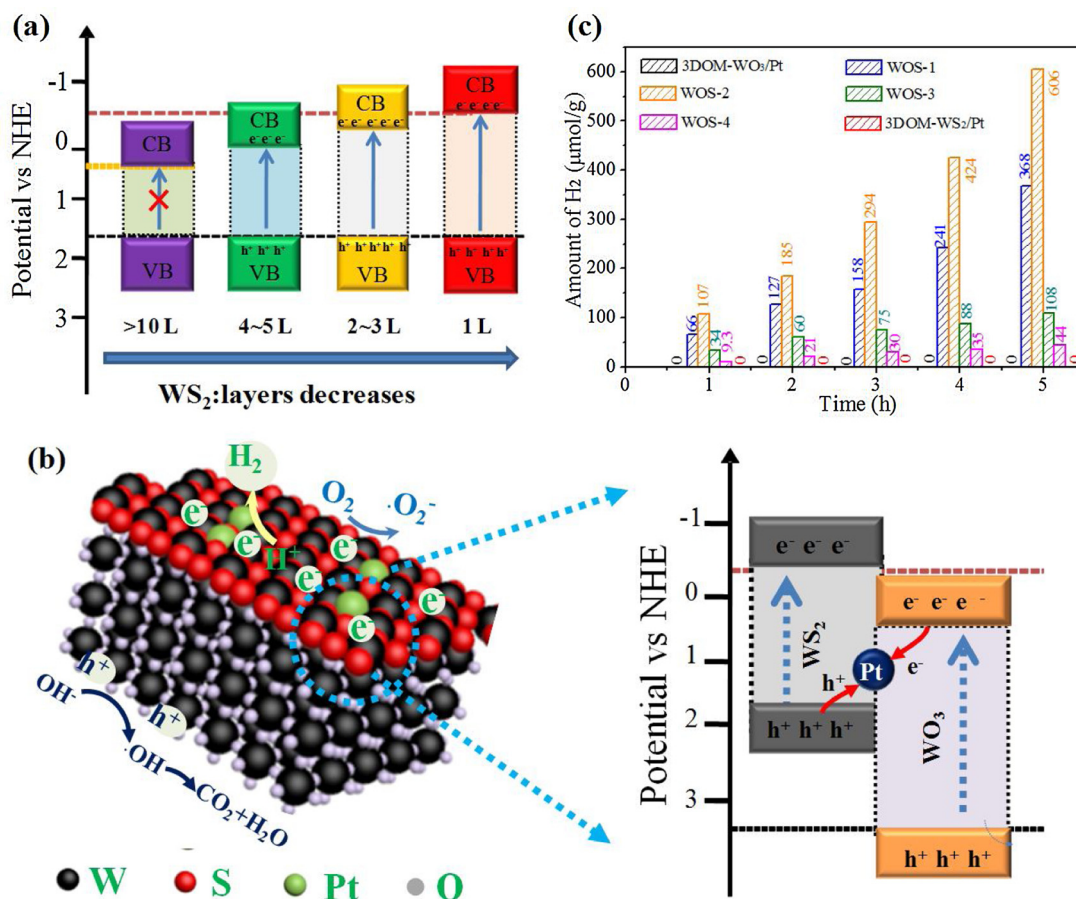 (a)
Potential vs NHE
-1
0
1
2
3
CB
CB
e⁻ e⁻ e⁻
CB
e⁻ e⁻ e⁻ e⁻ e⁻
CB
e⁻ e⁻ e⁻ e⁻
VB
h⁺ h⁺ h⁺
VB
h⁺ h⁺ h⁺ h⁺ h⁺
VB
h⁺ h⁺ h⁺ h⁺
VB
>10 L
4~5 L
2~3 L
1 L
WS₂:layers decreases
(c)
Amount of H₂ (μmol/g)
600
500
400
300
200
100
0
3DOM-WO₃/Pt
WOS-1
WOS-2
WOS-3
WOS-4
3DOM-WS₂/Pt
0 66 107 34 9.3 0
0 127 185 60 21 0
0 158 294 75 30 0
0 241 424 88 35 0
0 368 606 108 44 0
0 1 2 3 4 5
Time (h)
(b)
H₂
O₂
·O₂⁻
e⁻
e⁻
e⁻
H⁺
e⁻
e⁻
e⁻
h⁺
OH⁻
h⁺
·OH
CO₂+H₂O
W
S
Pt
O
Potential vs NHE
-1
0
1
2
3
e⁻ e⁻ e⁻
e⁻ e⁻ e⁻
WS₂
Pt
h⁺
e⁻
h⁺ h⁺ h⁺
WO₃
h⁺ h⁺ h⁺